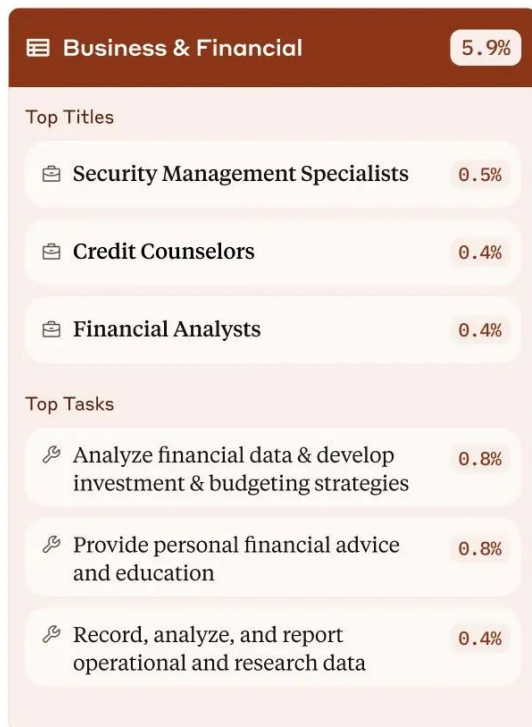 Business & Financial 5.9%
Top Titles
Security Management Specialists 0.5%
Credit Counselors 0.4%
Financial Analysts 0.4%
Top Tasks
Analyze financial data & develop 0.8%
investment & budgeting strategies
Provide personal financial advice 0.8%
and education
Record, analyze, and report 0.4%
operational and research data